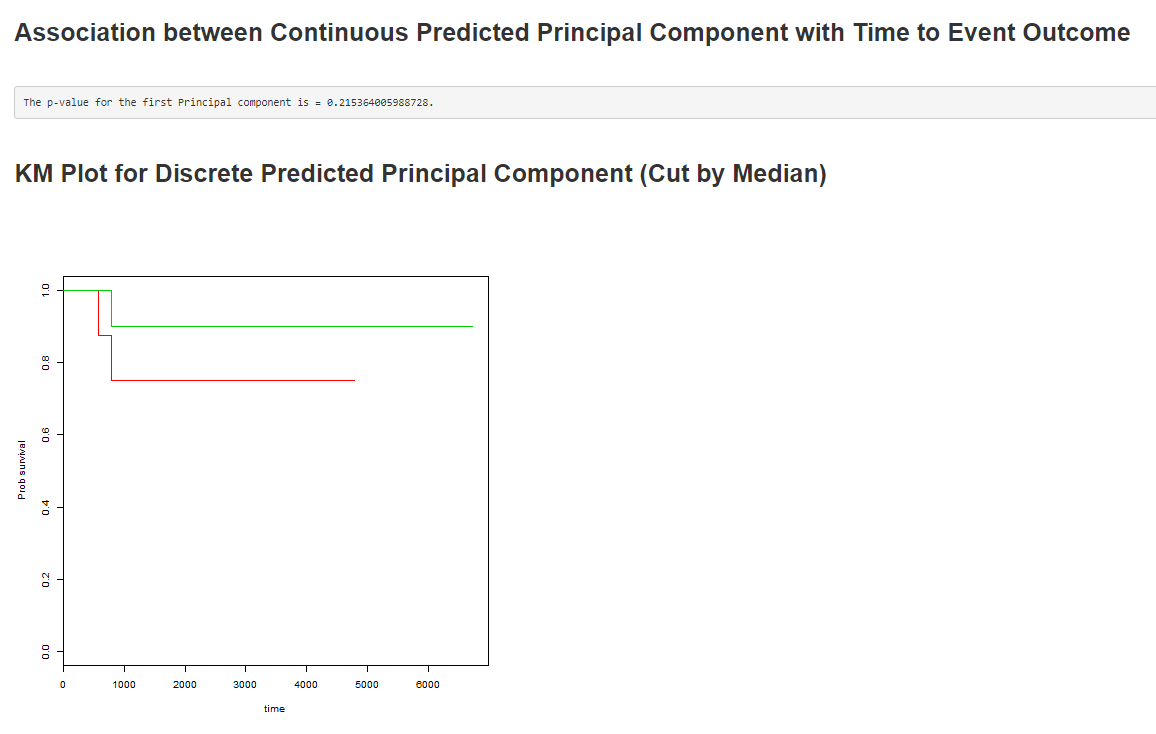 Association between Continuous Predicted Principal Component with Time to Event Outcome
The p-value for the first Principal component is = 0.215364005988728.
KM Plot for Discrete Predicted Principal Component (Cut by Median)
1.0
0.8
0.6
0.4
0.2
0.0
Prob survival
0 1000 2000 3000 4000 5000 6000
time